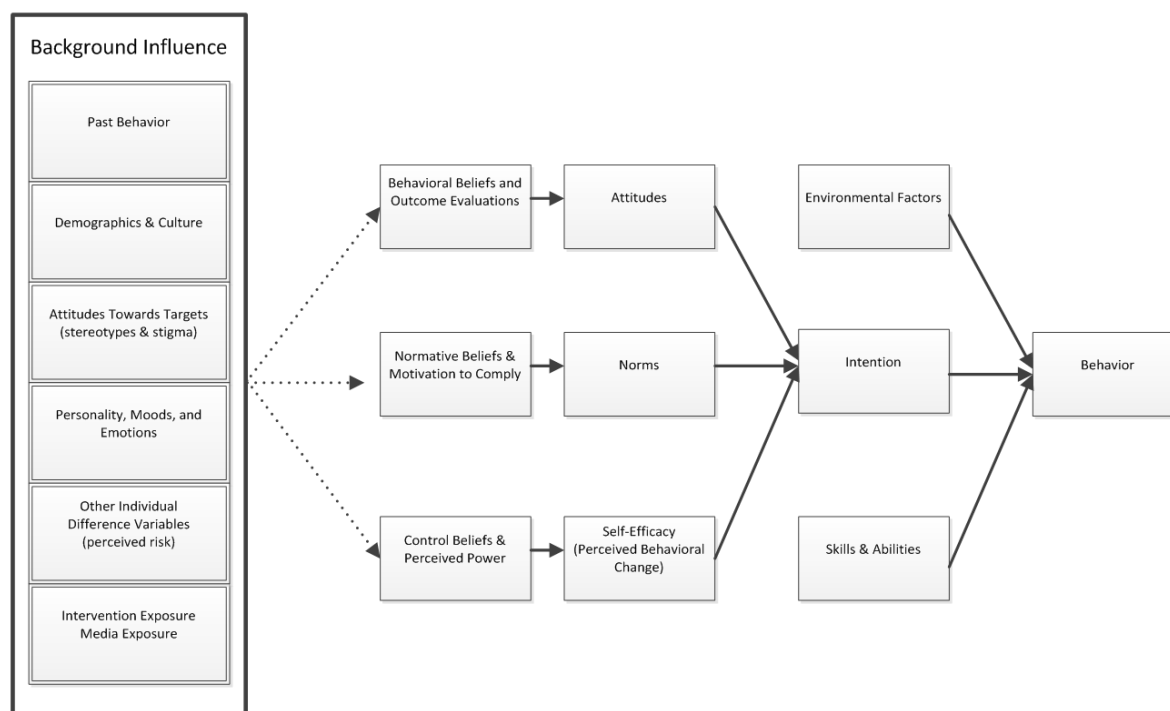 Background Influence
Past Behavior
Demographics & Culture
Attitudes Towards Targets
(stereotypes & stigma)
Personality, Moods, and
Emotions
Other Individual
Difference Variables
(perceived risk)
Intervention Exposure
Media Exposure
Behavioral Beliefs and
Outcome Evaluations
Attitudes
Environmental Factors
Normative Beliefs &
Motivation to Comply
Norms
Intention
Behavior
Control Beliefs &
Perceived Power
Self-Efficacy
(Perceived Behavioral
Change)
Skills & Abilities